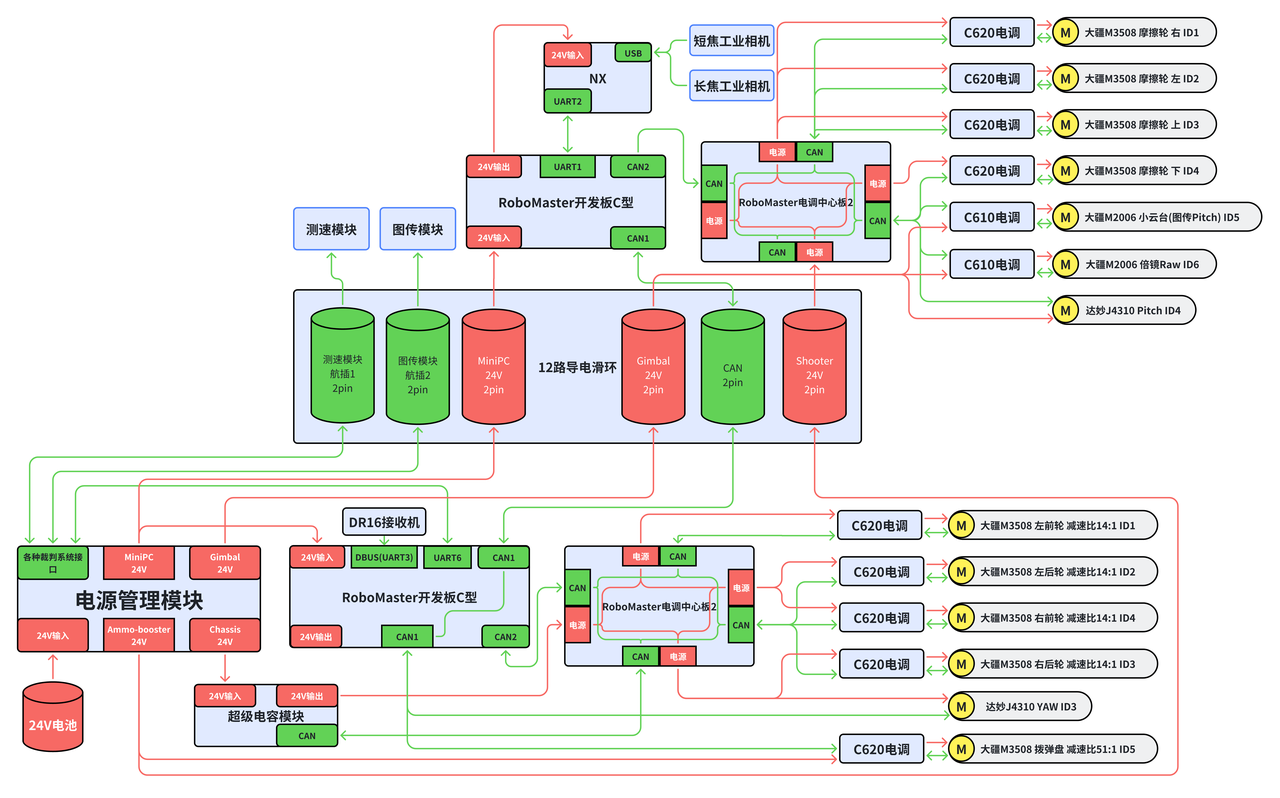 24V输入
USB
NX
UART2
短焦工业相机
长焦工业相机
C620电调
M
大疆M3508 摩擦轮 右 ID1
C620电调
M
大疆M3508 摩擦轮 左 ID2
C620电调
M
大疆M3508 摩擦轮 上 ID3
C620电调
M
大疆M3508 摩擦轮 下 ID4
C610电调
M
大疆M2006 小云台(图传Pitch) ID5
C610电调
M
大疆M2006 倍镜Raw ID6
M
达妙J4310 Pitch ID4
24V输出
UART1
CAN2
RoboMaster开发板C型
24V输入
CAN1
电源
CAN
CAN
电源
RoboMaster电调中心板2
电源
CAN
CAN
电源
测速模块
图传模块
测速模块
航插1
2pin
图传模块
航插2
2pin
MiniPC
24V
2pin
12路导电滑环
Gimbal
24V
2pin
CAN
2pin
Shooter
24V
2pin
各种裁判系统接
口
MiniPC
24V
Gimbal
24V
电源管理模块
24V输入
Ammo-booster
24V
Chassis
24V
24V电池
DR16接收机
24V输入
DBUS(UART3)
UART6
CAN1
RoboMaster开发板C型
24V输出
CAN1
CAN2
24V输入
24V输出
超级电容模块
CAN
电源
CAN
CAN
电源
RoboMaster电调中心板2
电源
CAN
CAN
电源
C620电调
M
大疆M3508 左前轮 减速比14:1 ID1
C620电调
M
大疆M3508 左后轮 减速比14:1 ID2
C620电调
M
大疆M3508 右前轮 减速比14:1 ID4
C620电调
M
大疆M3508 右后轮 减速比14:1 ID3
M
达妙J4310 YAW ID3
C620电调
M
大疆M3508 拨弹盘 减速比51:1 ID5